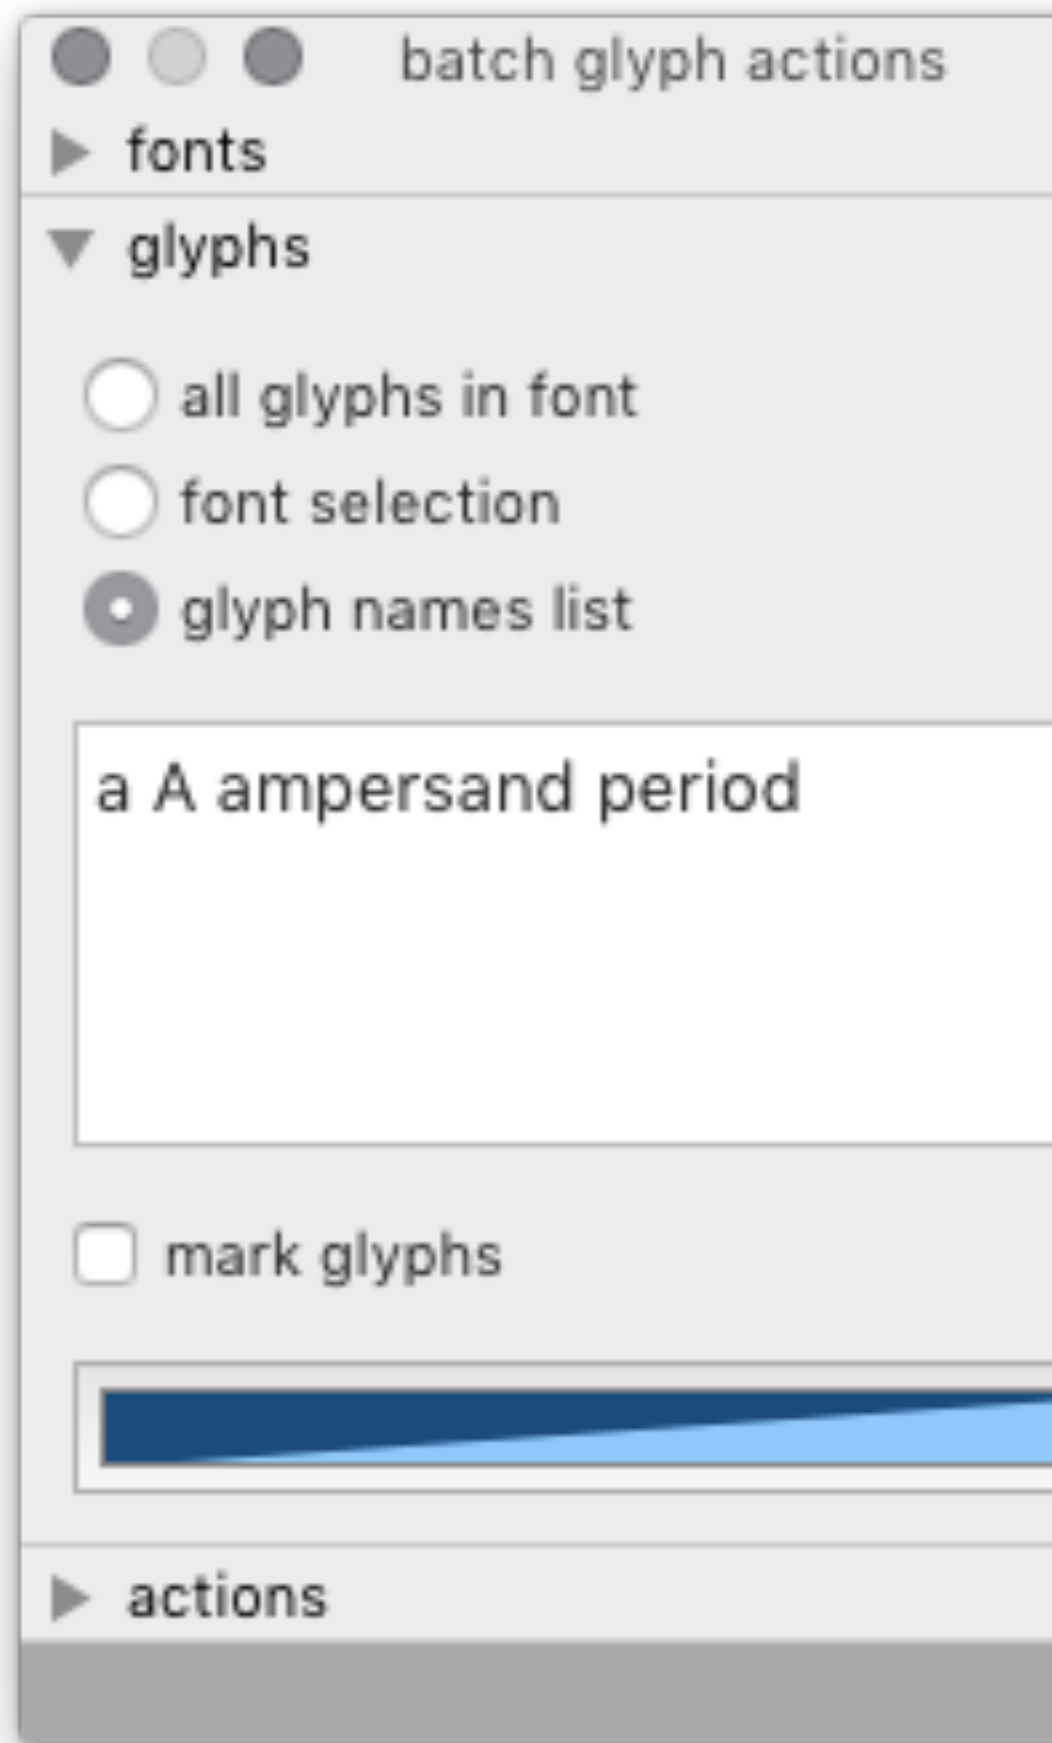 batch glyph actions
fonts
glyphs
all glyphs in font
font selection
glyph names list
a A ampersand period
mark glyphs
actions